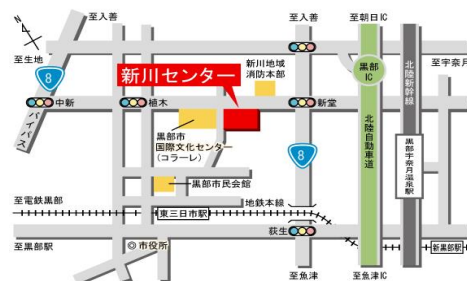 至入善
至入善
至朝日IC
至生地
8
新川地域
消防本部
黒部
IC
至宇奈月
新川センター
北陸新幹線
中新
植木
新堂
バイパス
黒部市
国際文化センター
(コラーレ)
8
北陸自動車道
黒部宇奈月温泉駅
黒部市民会館
至電鉄黒部
地鉄本線
東三日市駅
荻生
至黒部駅
◎市役所
新黒部駅
至魚津
至魚津IC